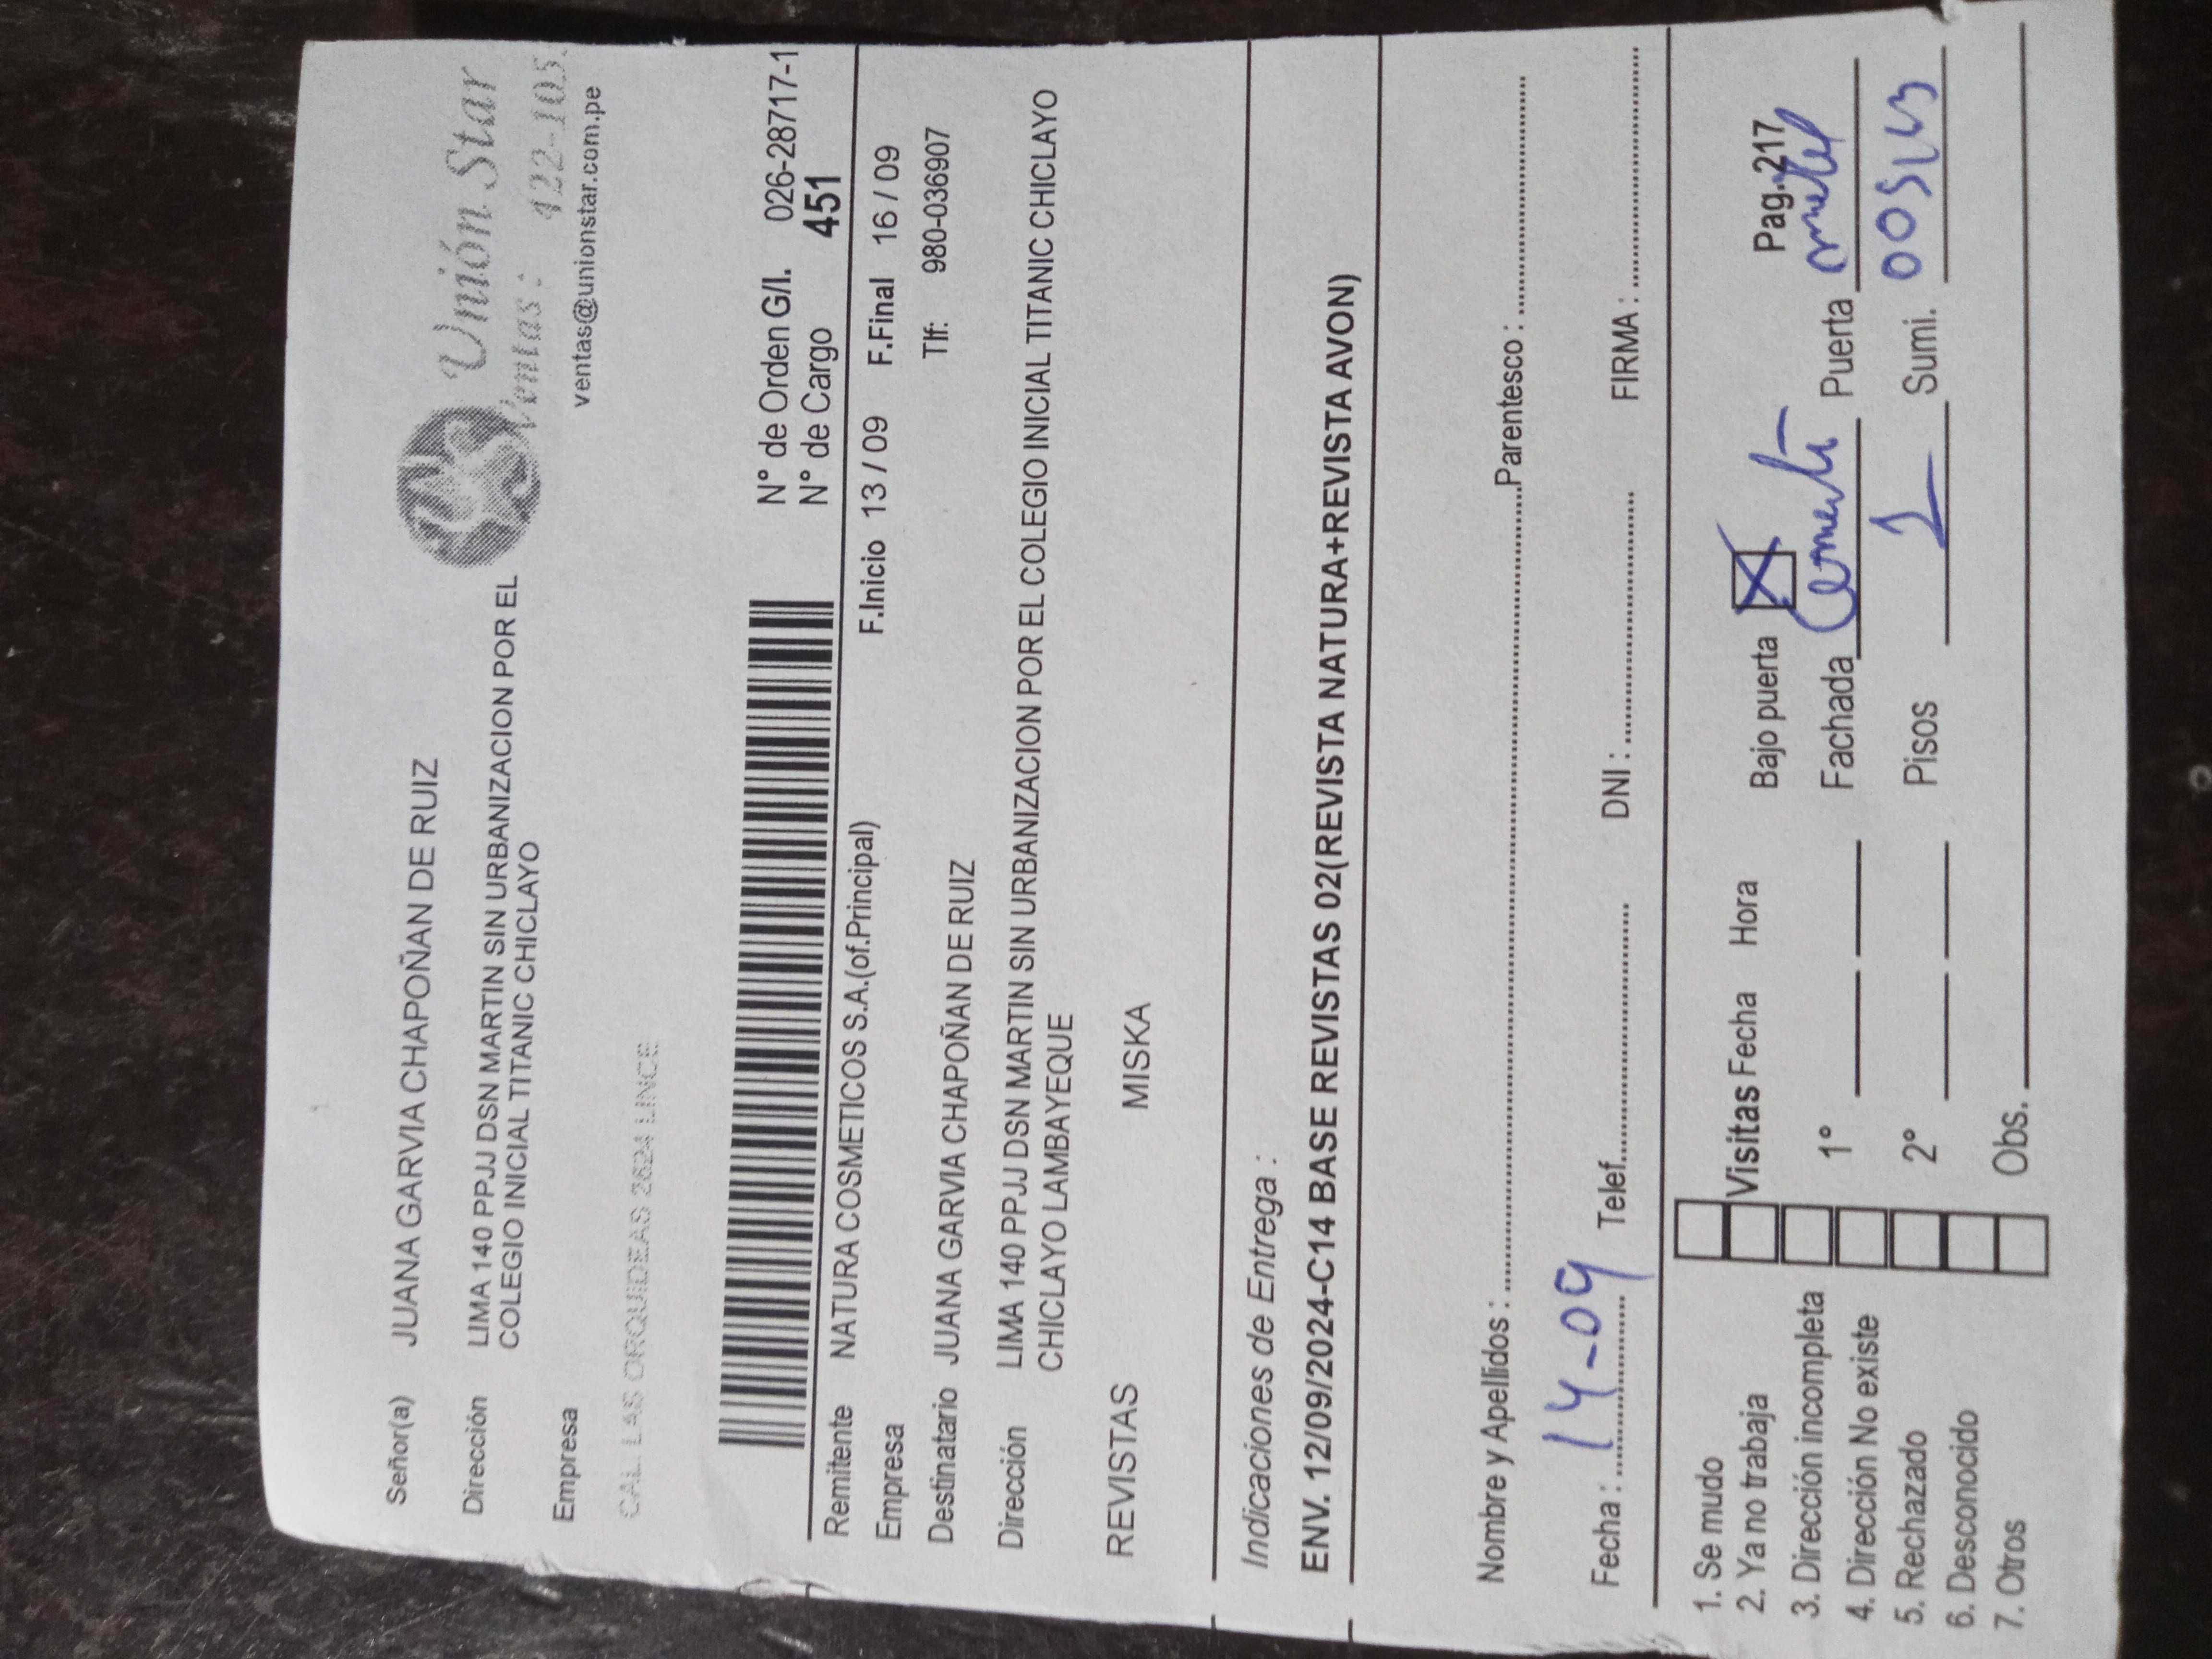 Unión Star
Ventas: 422-105
ventas@unionstar.com.pe
Señor(a) JUANA GARVIA CHAPOÑAN DE RUIZ
Dirección LIMA 140 PPJJ DSN MARTIN SIN URBANIZACION POR EL
COLEGIO INICIAL TITANIC CHICLAYO
Empresa
CAL. LAS ORQUIDEAS 2624 LINCE
N° de Orden G/I. 026-28717-1
N° de Cargo 451
Remitente NATURA COSMETICOS S.A.(of.Principal) F.Inicio 13 / 09 F.Final 16 / 09
Empresa Tlf: 980-036907
Destinatario JUANA GARVIA CHAPOÑAN DE RUIZ
Dirección LIMA 140 PPJJ DSN MARTIN SIN URBANIZACION POR EL COLEGIO INICIAL TITANIC CHICLAYO
CHICLAYO LAMBAYEQUE
REVISTAS MISKA
Indicaciones de Entrega :
ENV. 12/09/2024-C14 BASE REVISTAS 02(REVISTA NATURA+REVISTA AVON)
Nombre y Apellidos : Parentesco :
Fecha : 14-09 Telef. DNI : FIRMA :
1. Se mudo
2. Ya no trabaja
3. Dirección incompleta
4. Dirección No existe
5. Rechazado
6. Desconocido
7. Otros
Visitas Fecha Hora Bajo puerta X Pag.217
1° Fachada Puerta
2° Pisos 1 Sumi.
Obs.